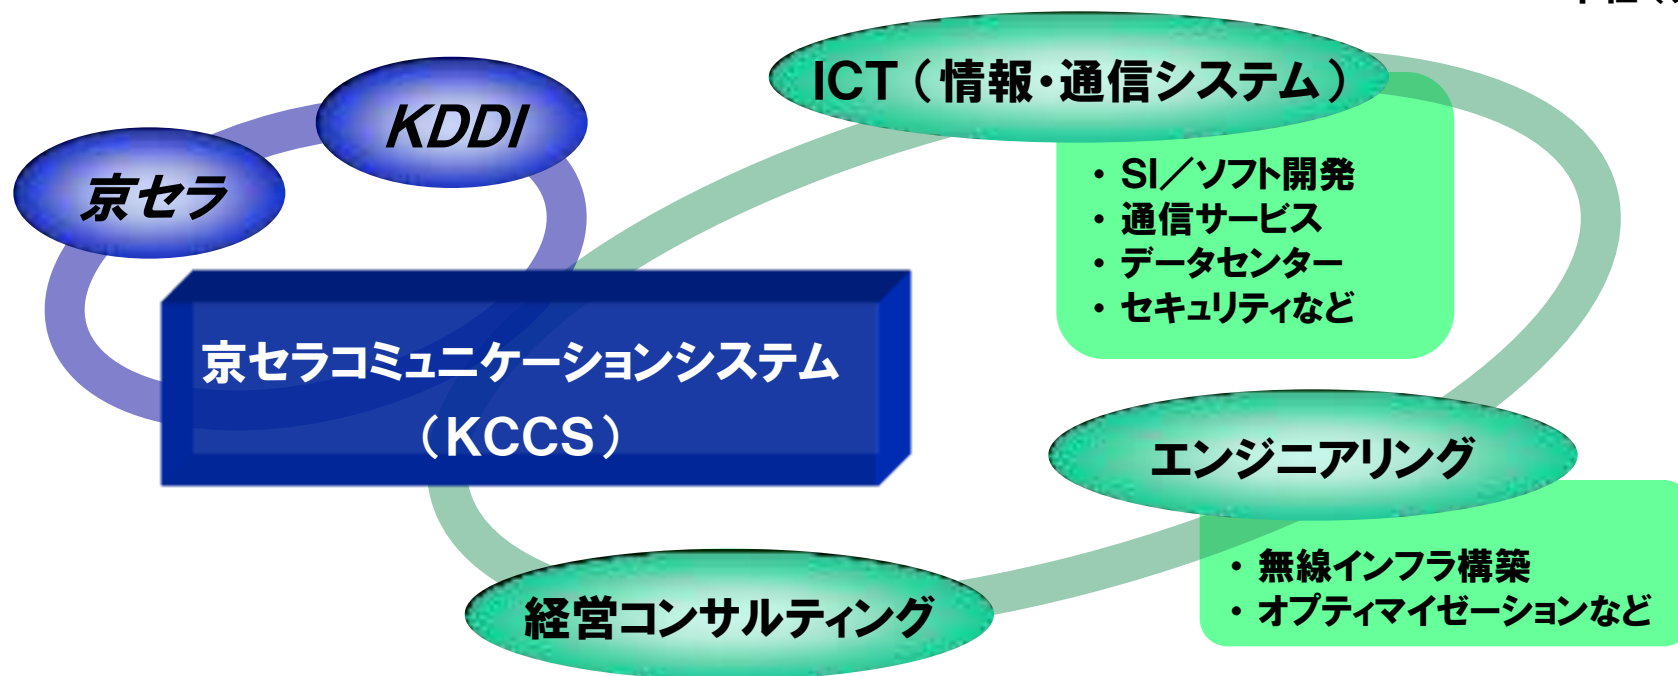 KDDI
京セラ
京セラコミュニケーションシステム
（KCCS）
ICT（情報・通信システム）
・ SI／ソフト開発
・ 通信サービス
・ データセンター
・ セキュリティなど
エンジニアリング
・ 無線インフラ構築
・ オプティマイゼーションなど
経営コンサルティング